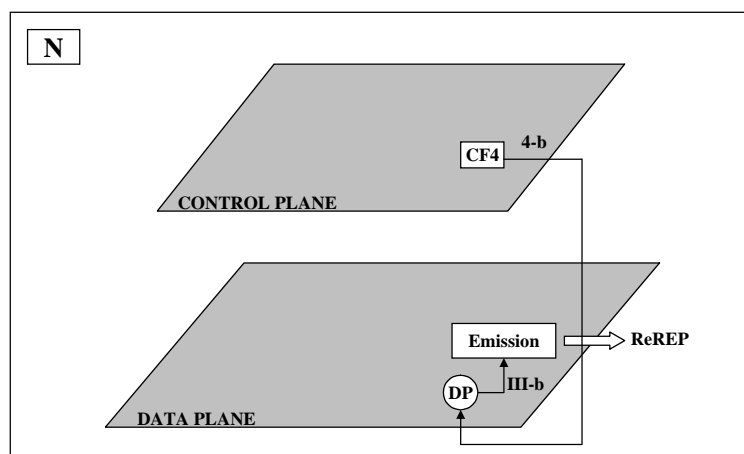 N
4-b
CF4
CONTROL PLANE
Emission
ReREP
DP
III-b
DATA PLANE